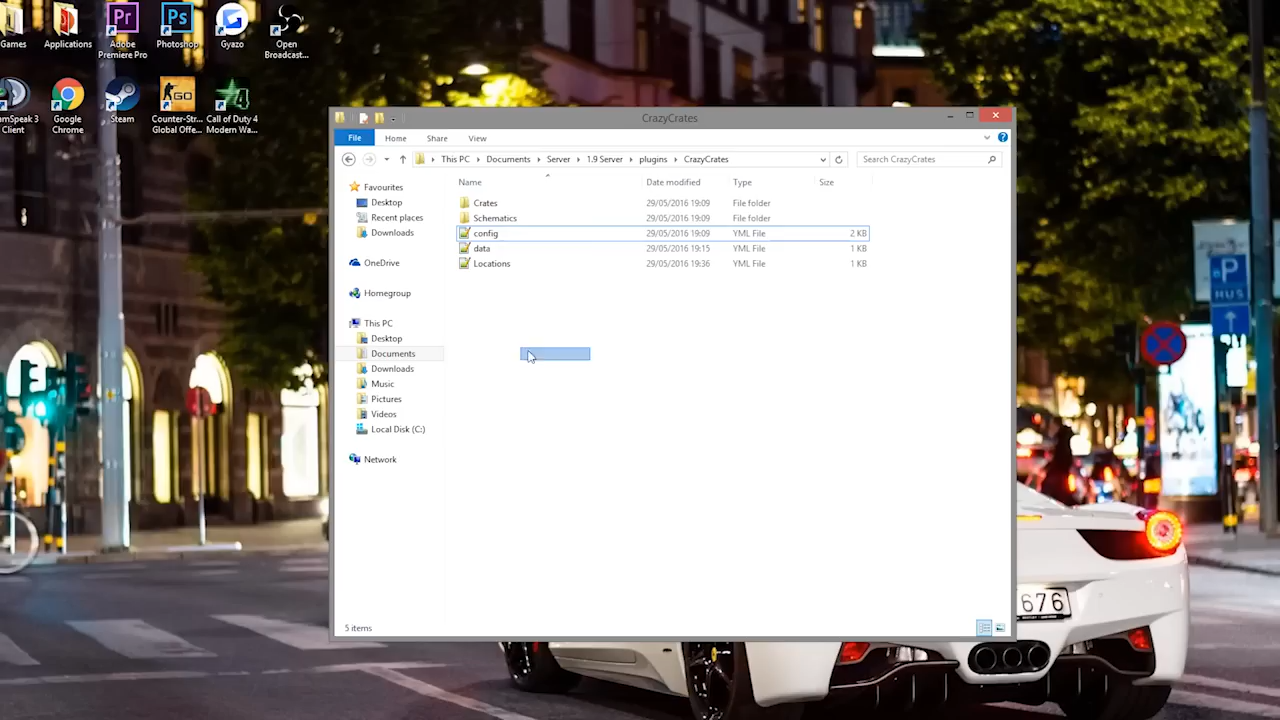 Games
Applications
Adobe Premiere Pro
Photoshop
Gyazo
Open Broadcast...
amSpeak 3 Client
Google Chrome
Steam
Counter-Str... Global Offe...
Call of Duty 4 Modern Wa...
CrazyCrates
File Home Share View
This PC Documents Server 1.9 Server plugins CrazyCrates Search CrazyCrates
Name Date modified Type Size
Crates 29/05/2016 19:09 File folder
Schematics 29/05/2016 19:09 File folder
config 29/05/2016 19:09 YML File 2 KB
data 29/05/2016 19:15 YML File 1 KB
Locations 29/05/2016 19:36 YML File 1 KB
Favourites
Desktop
Recent places
Downloads
OneDrive
Homegroup
This PC
Desktop
Documents
Downloads
Music
Pictures
Videos
Local Disk (C:)
Network
5 items
P
HUS
676